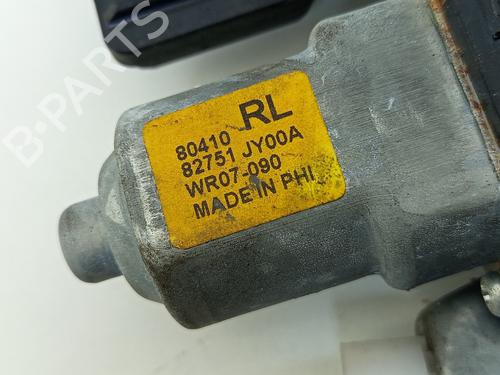 RL
80410
82751 JY00A
WR07-090
MADE IN PHI
B-PARTS